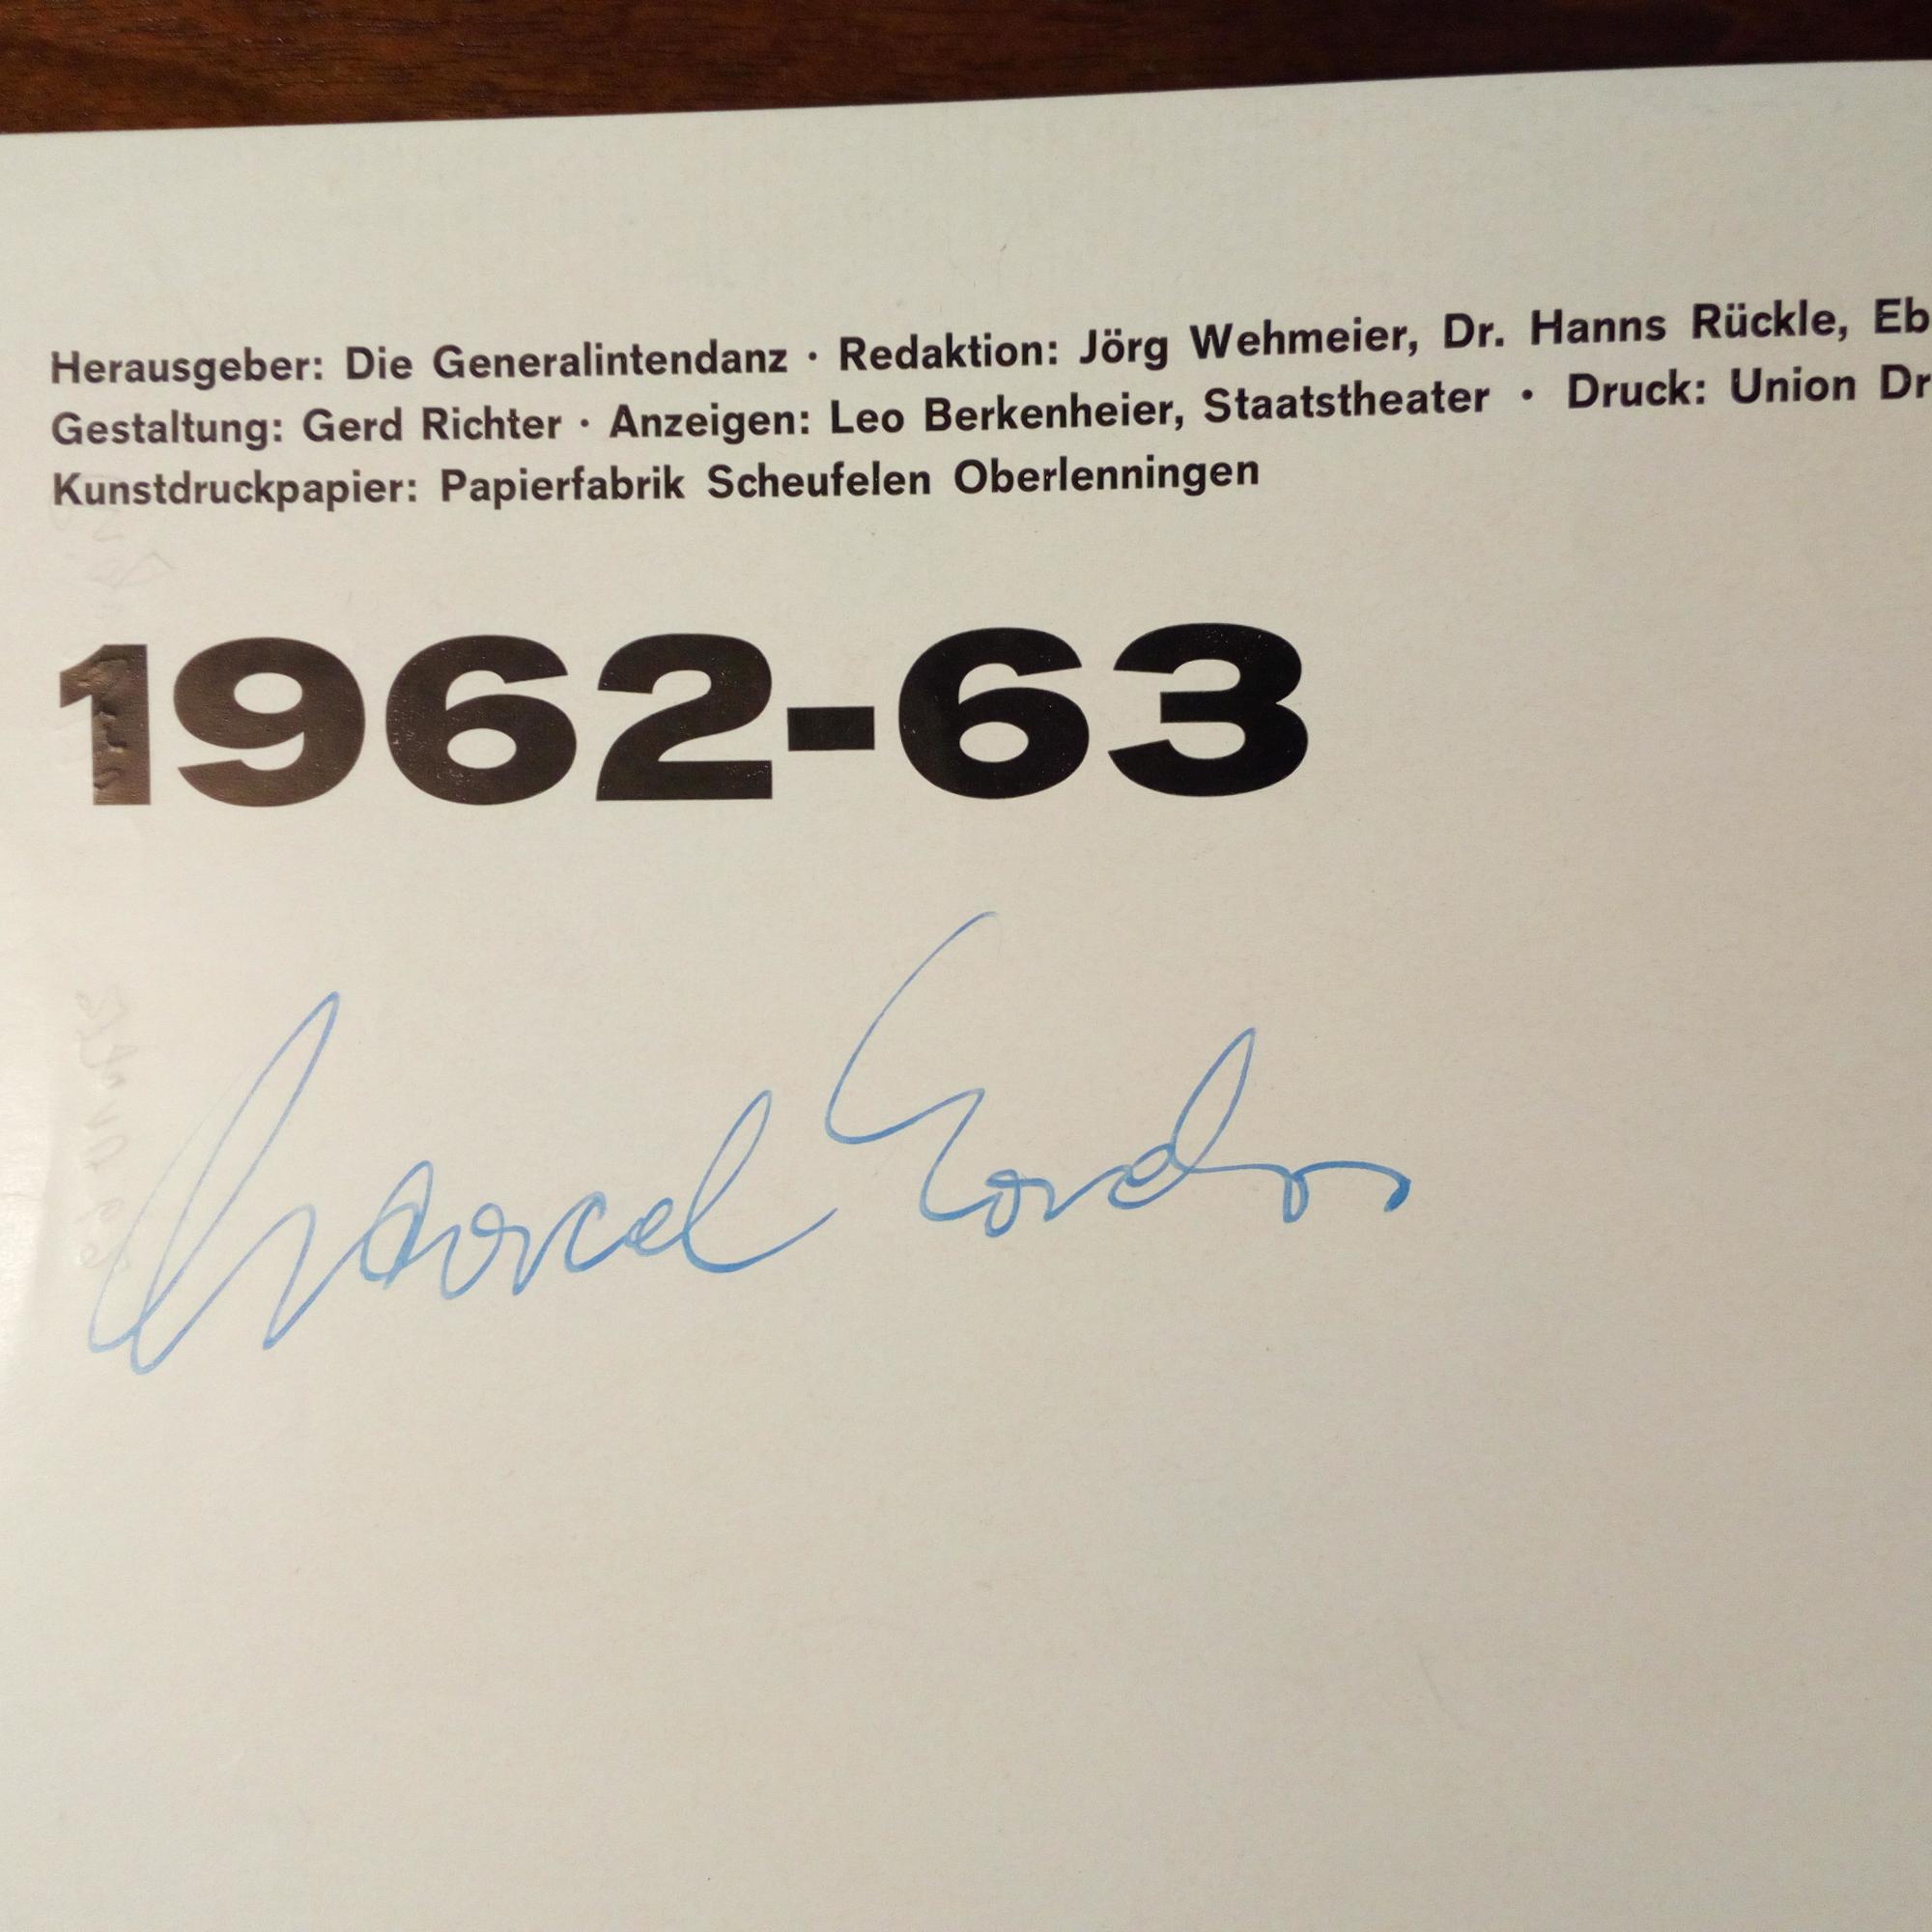 Herausgeber: Die Generalintendanz · Redaktion: Jörg Wehmeier, Dr. Hanns Rückle, Eb
Gestaltung: Gerd Richter · Anzeigen: Leo Berkenheier, Staatstheater · Druck: Union Dr
Kunstdruckpapier: Papierfabrik Scheufelen Oberlenningen
1962-63
Marcel